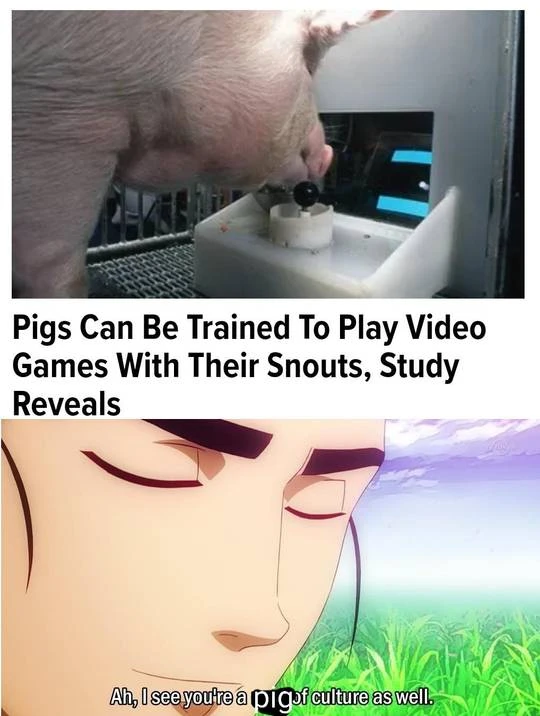 Pigs Can Be Trained To Play Video
Games With Their Snouts, Study
Reveals
Ah, I see you're a pig of culture as well.